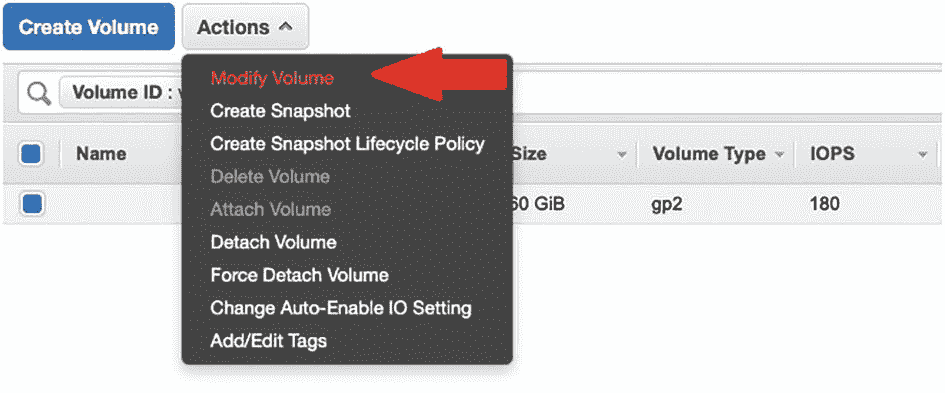 Create Volume Actions
Modify Volume
Volume ID :
Create Snapshot
Create Snapshot Lifecycle Policy
Name Size Volume Type IOPS
Delete Volume
Attach Volume
60 GiB gp2 180
Detach Volume
Force Detach Volume
Change Auto-Enable IO Setting
Add/Edit Tags